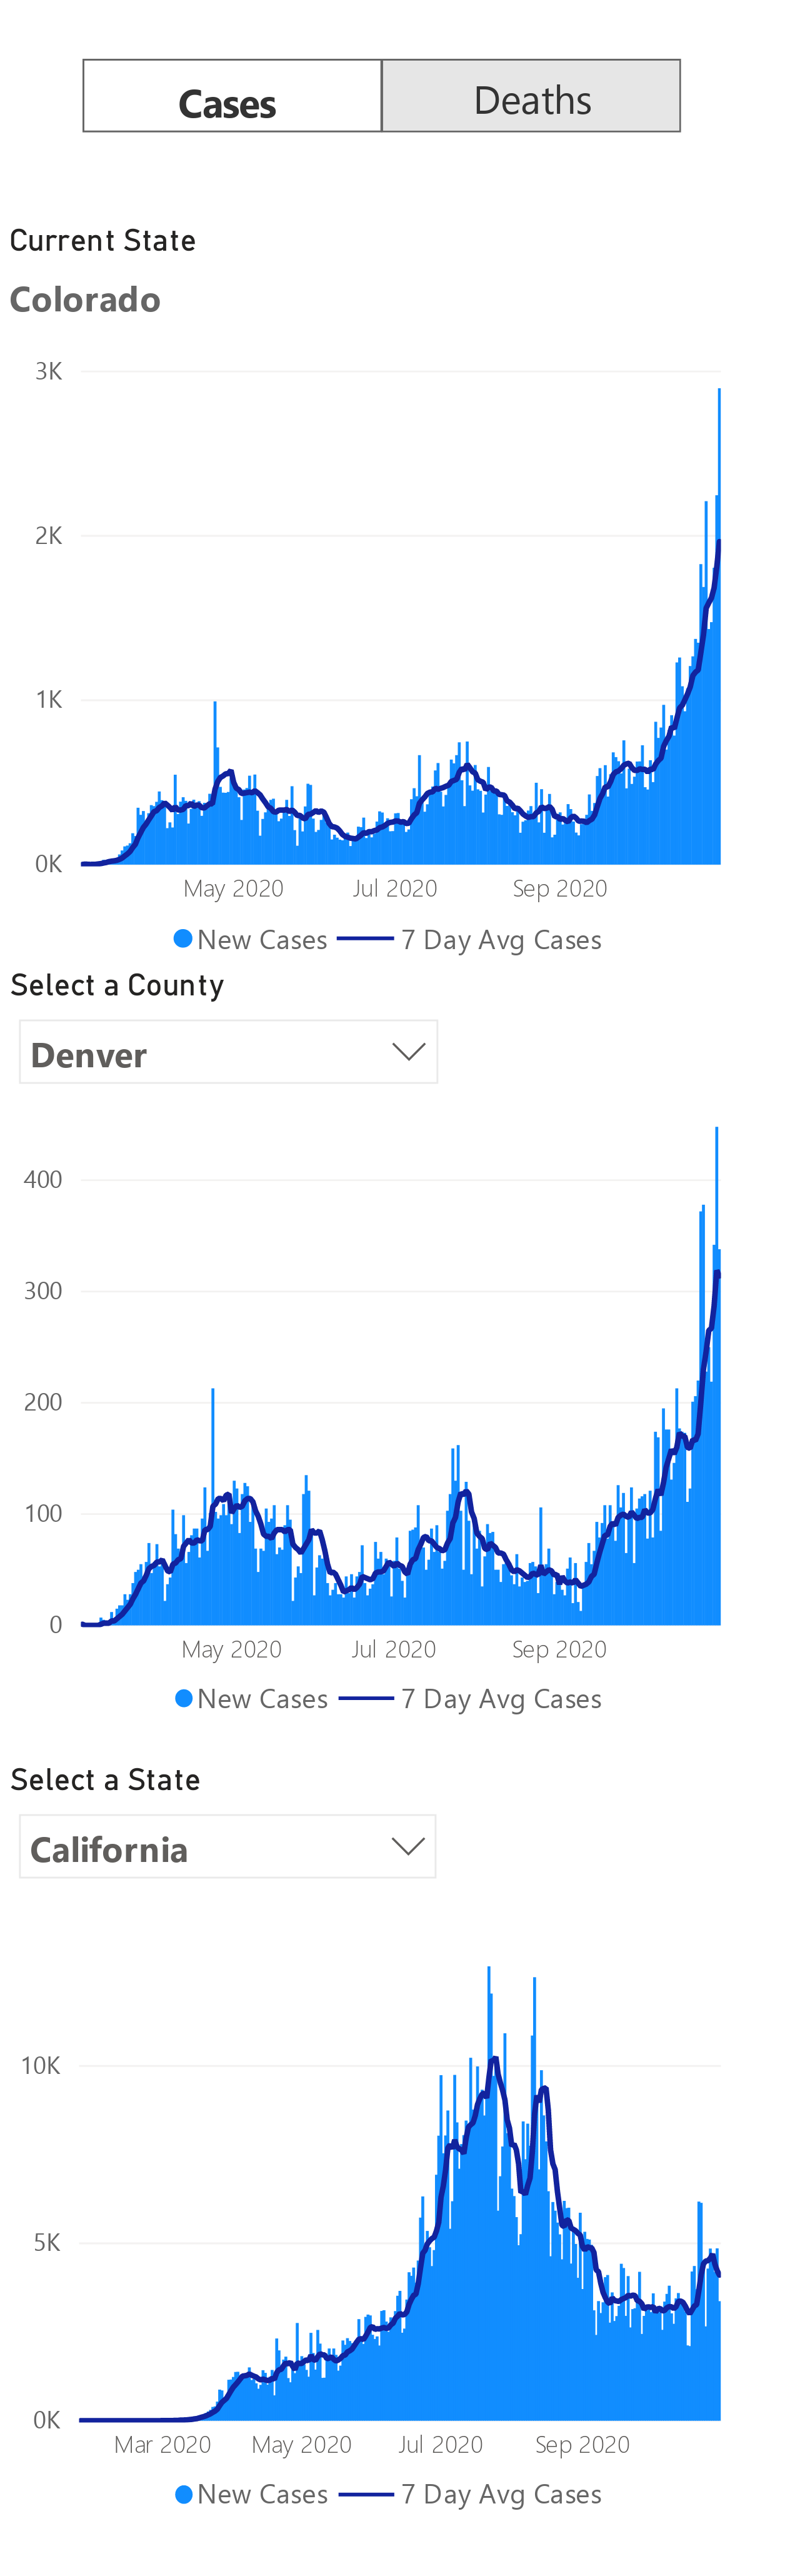 Cases Deaths
Current State
Colorado
3K
2K
1K
0K
May 2020 Jul 2020 Sep 2020
New Cases 7 Day Avg Cases
Select a County
Denver
400
300
200
100
0
May 2020 Jul 2020 Sep 2020
New Cases 7 Day Avg Cases
Select a State
California
10K
5K
0K
Mar 2020 May 2020 Jul 2020 Sep 2020
New Cases 7 Day Avg Cases